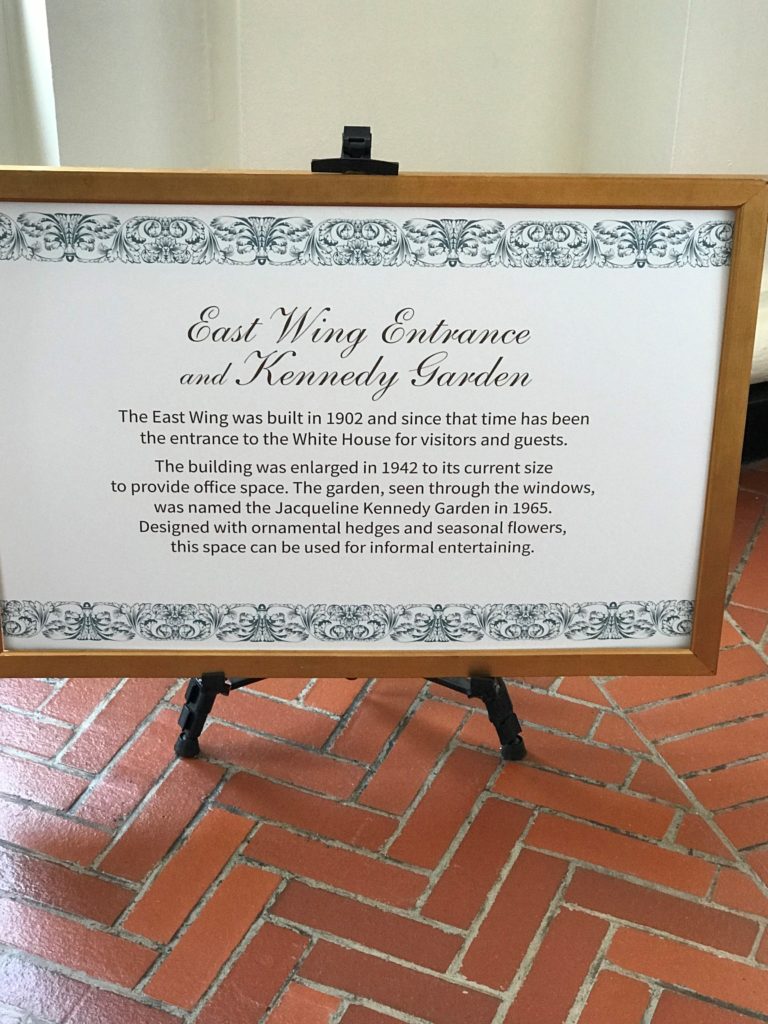 East Wing Entrance
and Kennedy Garden
The East Wing was built in 1902 and since that time has been
the entrance to the White House for visitors and guests.
The building was enlarged in 1942 to its current size
to provide office space. The garden, seen through the windows,
was named the Jacqueline Kennedy Garden in 1965.
Designed with ornamental hedges and seasonal flowers,
this space can be used for informal entertaining.